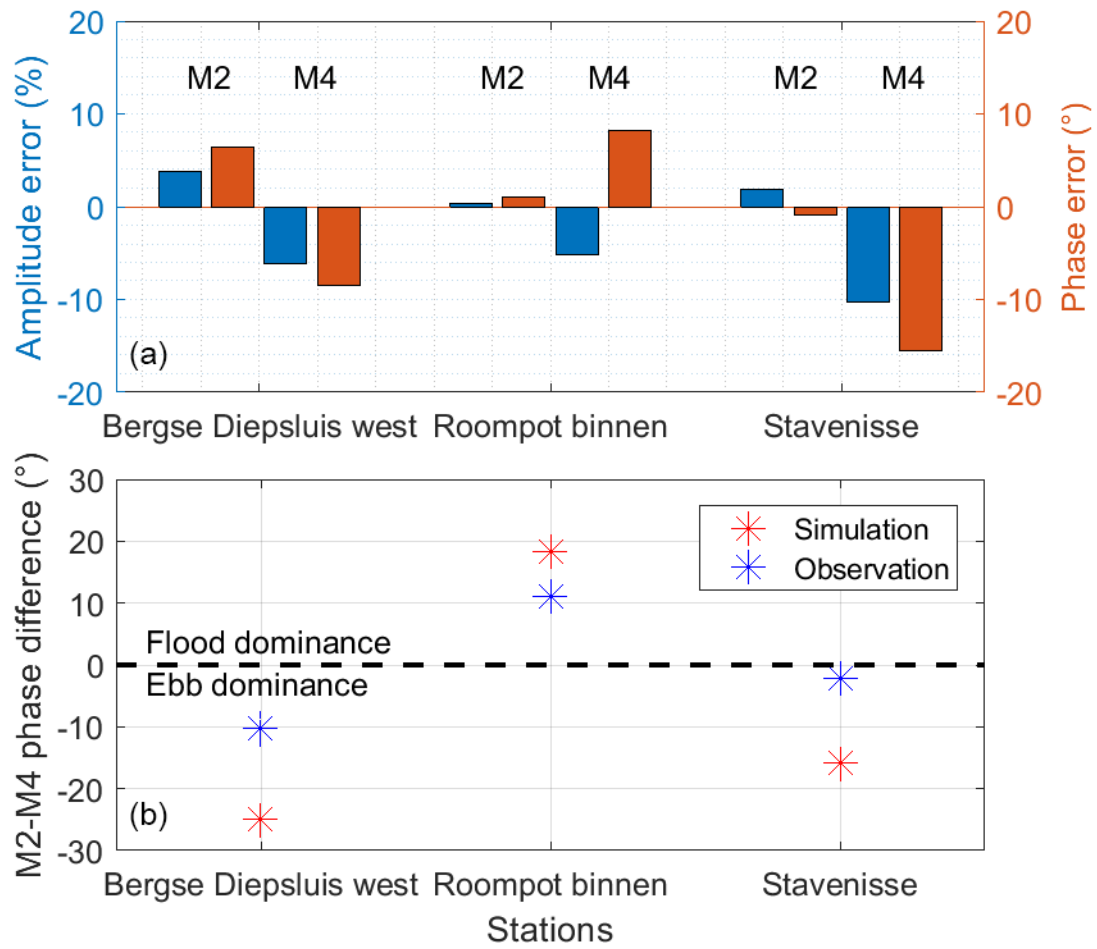 20
10
0
-10
-20
Amplitude error (%)
M2 M4 M2 M4 M2 M4
(a)
20
10
0
-10
-20
Phase error (°)
Bergse Diepsluis west Roompot binnen Stavenisse
30
20
10
0
-10
-20
-30
M2-M4 phase difference (°)
Simulation
Observation
Flood dominance
Ebb dominance
(b)
Bergse Diepsluis west Roompot binnen Stavenisse
Stations